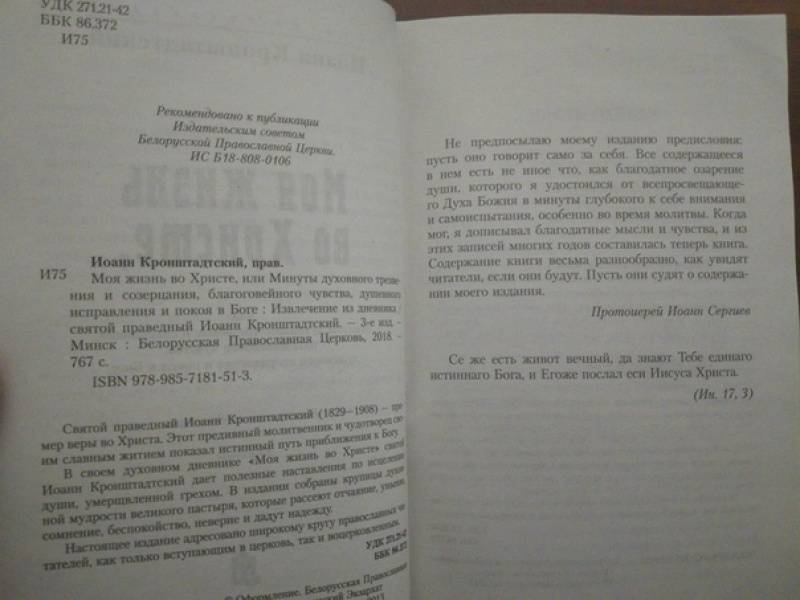 УДК 271.21-42
ББК 86.372
И75
Рекомендовано к публикации
Издательским советом
Белорусской Православной Церкви.
ИС Б18-808-0106
Иоанн Кронштадтский, прав.
И75 Моя жизнь во Христе, или Минуты духовного трезве-
ния и созерцания, благоговейного чувства, душевного
исправления и покоя в Боге : Извлечение из дневника /
святой праведный Иоанн Кронштадтский. — 3-е изд. –
Минск : Белорусская Православная Церковь, 2018. –
767 с.
ISBN 978-985-7181-51-3.
Святой праведный Иоанн Кронштадтский (1829—1908) — при-
мер веры во Христа. Этот предивный молитвенник и чудотворец сво-
им славным житием показал истинный путь приближения к Богу.
В своем духовном дневнике «Моя жизнь во Христе» святой
Иоанн Кронштадтский дает полезные наставления по исцелению
души, умерщвленной грехом. В издании собраны крупицы духов-
ной мудрости великого пастыря, которые рассеют отчаяние, уныние,
сомнение, беспокойство, неверие и дадут надежду.
Настоящее издание адресовано широкому кругу православных чи-
тателей, как только вступающим в церковь, так и воцерковленным.
УДК 271.21-42
ББК 86.372
© Оформление. Белорусская Православная
Экзархат
Не предпосылаю моему изданию предисловия:
пусть оно говорит само за себя. Все содержащееся
в нем есть не иное что, как благодатное озарение
души, которого я удостоился от всепросвещающе-
го Духа Божия в минуты глубокого к себе внимания
и самоиспытания, особенно во время молитвы. Когда
мог, я дописывал благодатные мысли и чувства, и из
этих записей многих годов составилась теперь книга.
Содержание книги весьма разнообразно, как увидят
читатели, если они будут. Пусть они судят о содержа-
нии моего издания.
Протоиерей Иоанн Сергиев
Се же есть живот вечный, да знают Тебе единаго
истиннаго Бога, и Егоже послал еси Иисуса Христа.
(Ин. 17, 3)